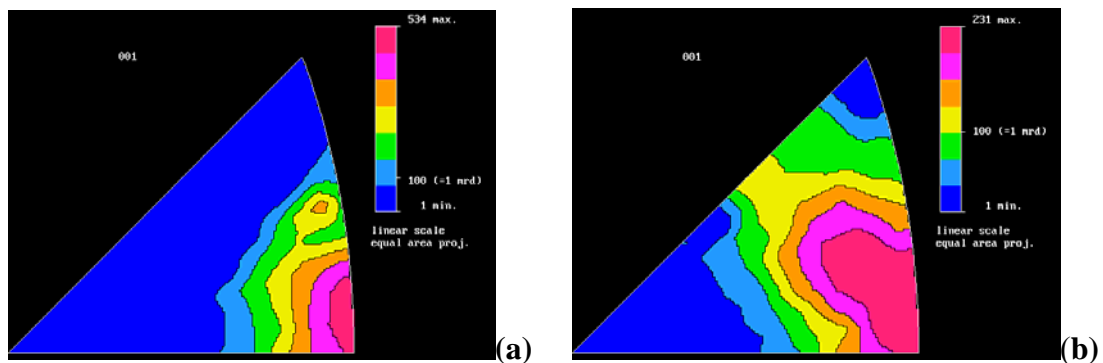 534 max.
001
100 (=1 mrd)
1 min.
linear scale
equal area proj.
(a)
231 max.
001
100 (=1 mrd)
1 min.
linear scale
equal area proj.
(b)